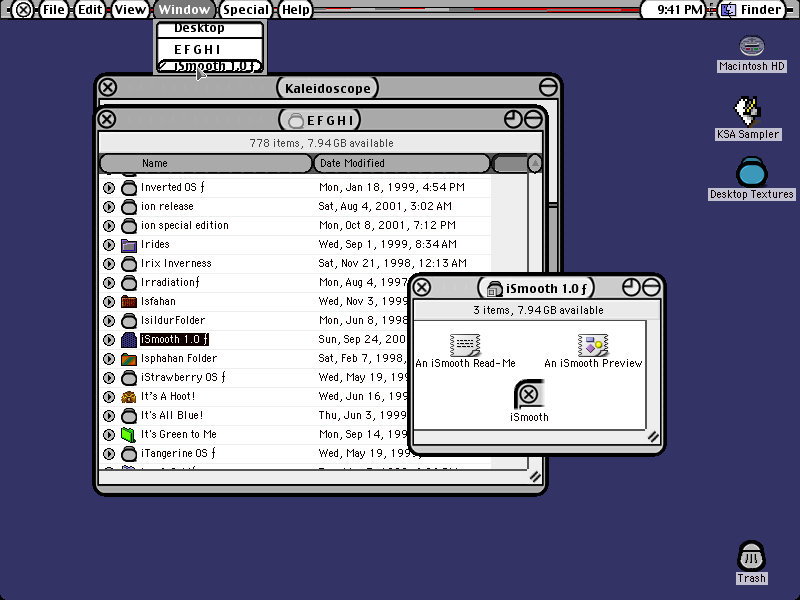 File Edit View Window Special Help 9:41 PM Finder
Desktop
E F G H I
iSmooth 1.0 ƒ
Macintosh HD
KSA Sampler
Desktop Textures
Trash
Kaleidoscope
E F G H I
778 items, 7.94 GB available
Name Date Modified
Inverted OS ƒ Mon, Jan 18, 1999, 4:54 PM
ion release Sat, Aug 4, 2001, 3:02 AM
ion special edition Mon, Oct 8, 2001, 7:12 PM
Irides Wed, Sep 1, 1999, 8:34 AM
Irix Inverness Sat, Nov 21, 1998, 12:13 AM
Irradiation ƒ Mon, Aug 4, 1997
Isfahan Wed, Nov 3, 1999
IsildurFolder Mon, Jun 8, 1998
iSmooth 1.0 ƒ Sun, Sep 24, 200
Isphahan Folder Sat, Feb 7, 1998,
iStrawberry OS ƒ Wed, May 19, 199
It's A Hoot! Wed, Jun 16, 199
It's All Blue! Thu, Jun 3, 1999
It's Green to Me Mon, Sep 14, 199
iTangerine OS ƒ Wed, May 19, 199
iSmooth 1.0 ƒ
3 items, 7.94 GB available
An iSmooth Read-Me
An iSmooth Preview
iSmooth